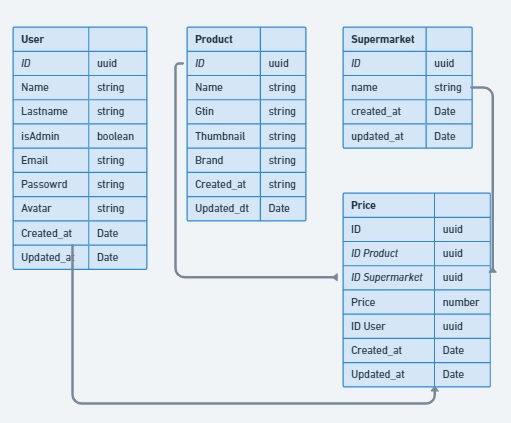 User
ID uuid
Name string
Lastname string
isAdmin boolean
Email string
Passowrd string
Avatar string
Created_at Date
Updated_at Date
Product
ID uuid
Name string
Gtin string
Thumbnail string
Brand string
Created_at string
Updated_dt Date
Supermarket
ID uuid
name string
created_at Date
updated_at Date
Price
ID uuid
ID Product uuid
ID Supermarket uuid
Price number
ID User uuid
Created_at Date
Updated_at Date